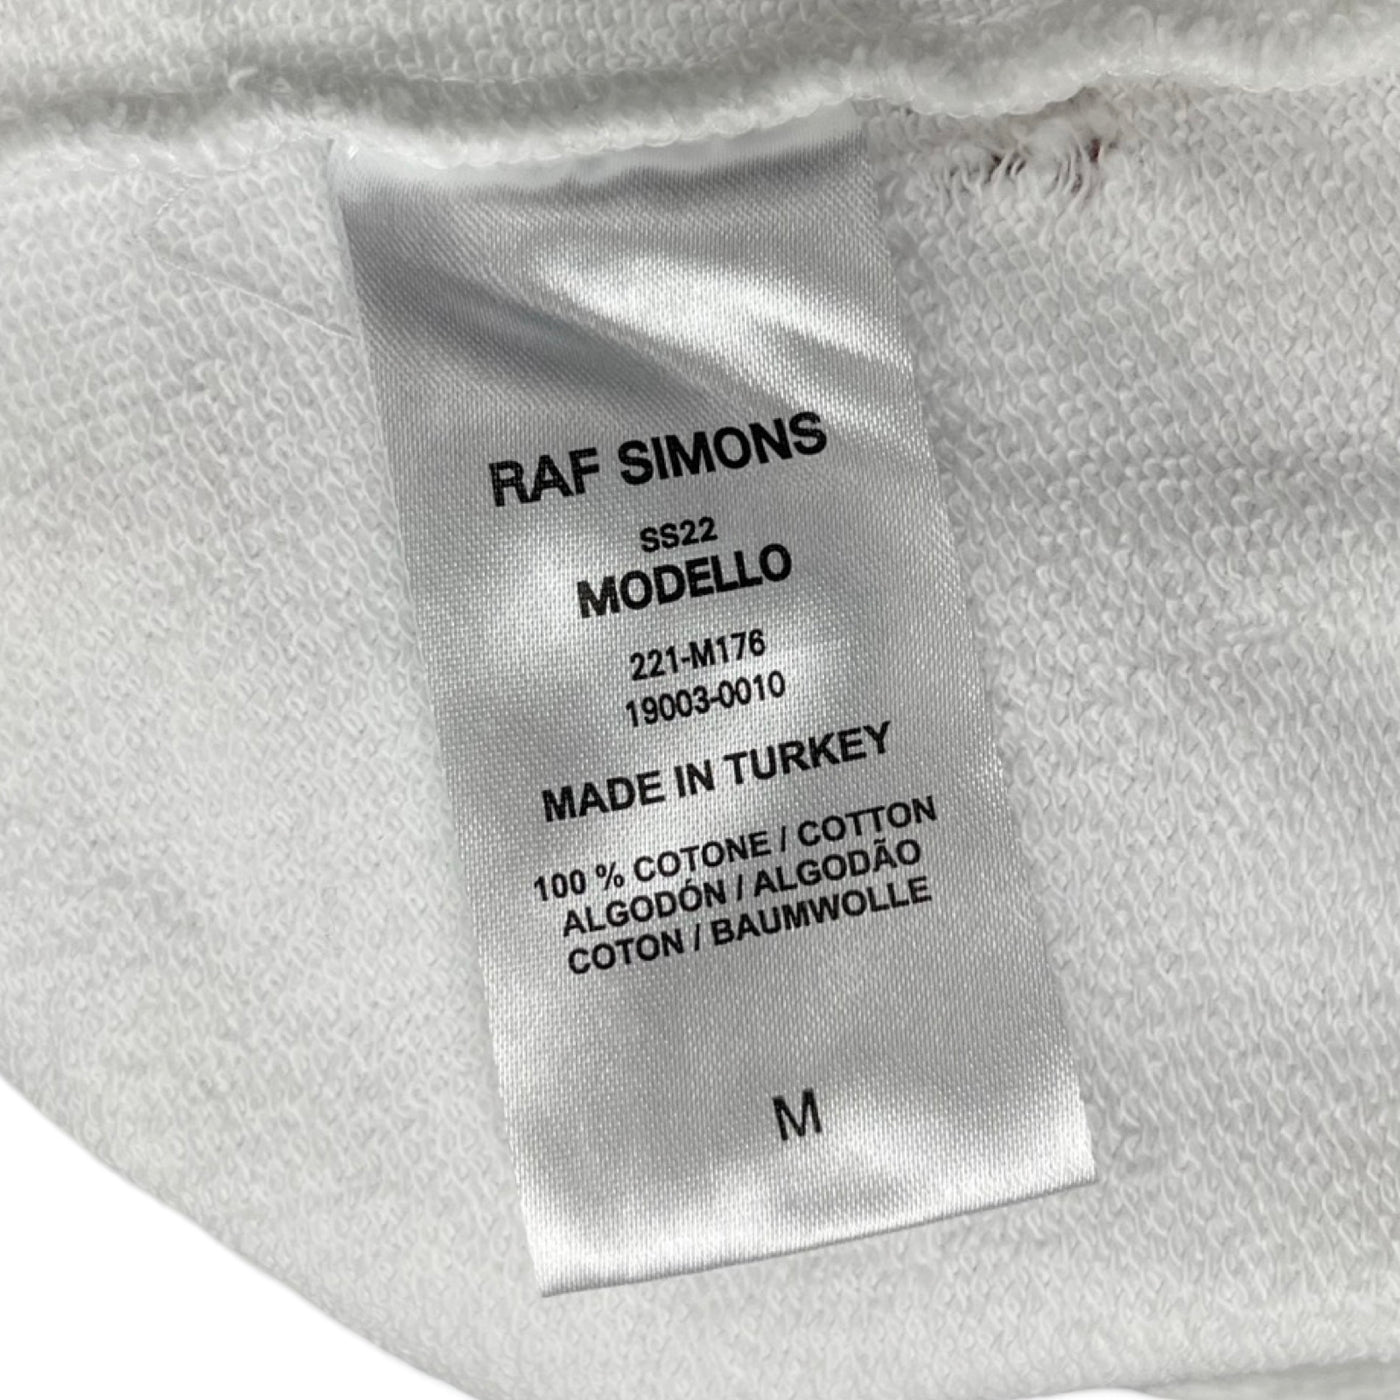 RAF SIMONS
SS22
MODELLO
221-M176
19003-0010
MADE IN TURKEY
100 % COTONE / COTTON
ALGODÓN / ALGODÃO
COTON / BAUMWOLLE
M